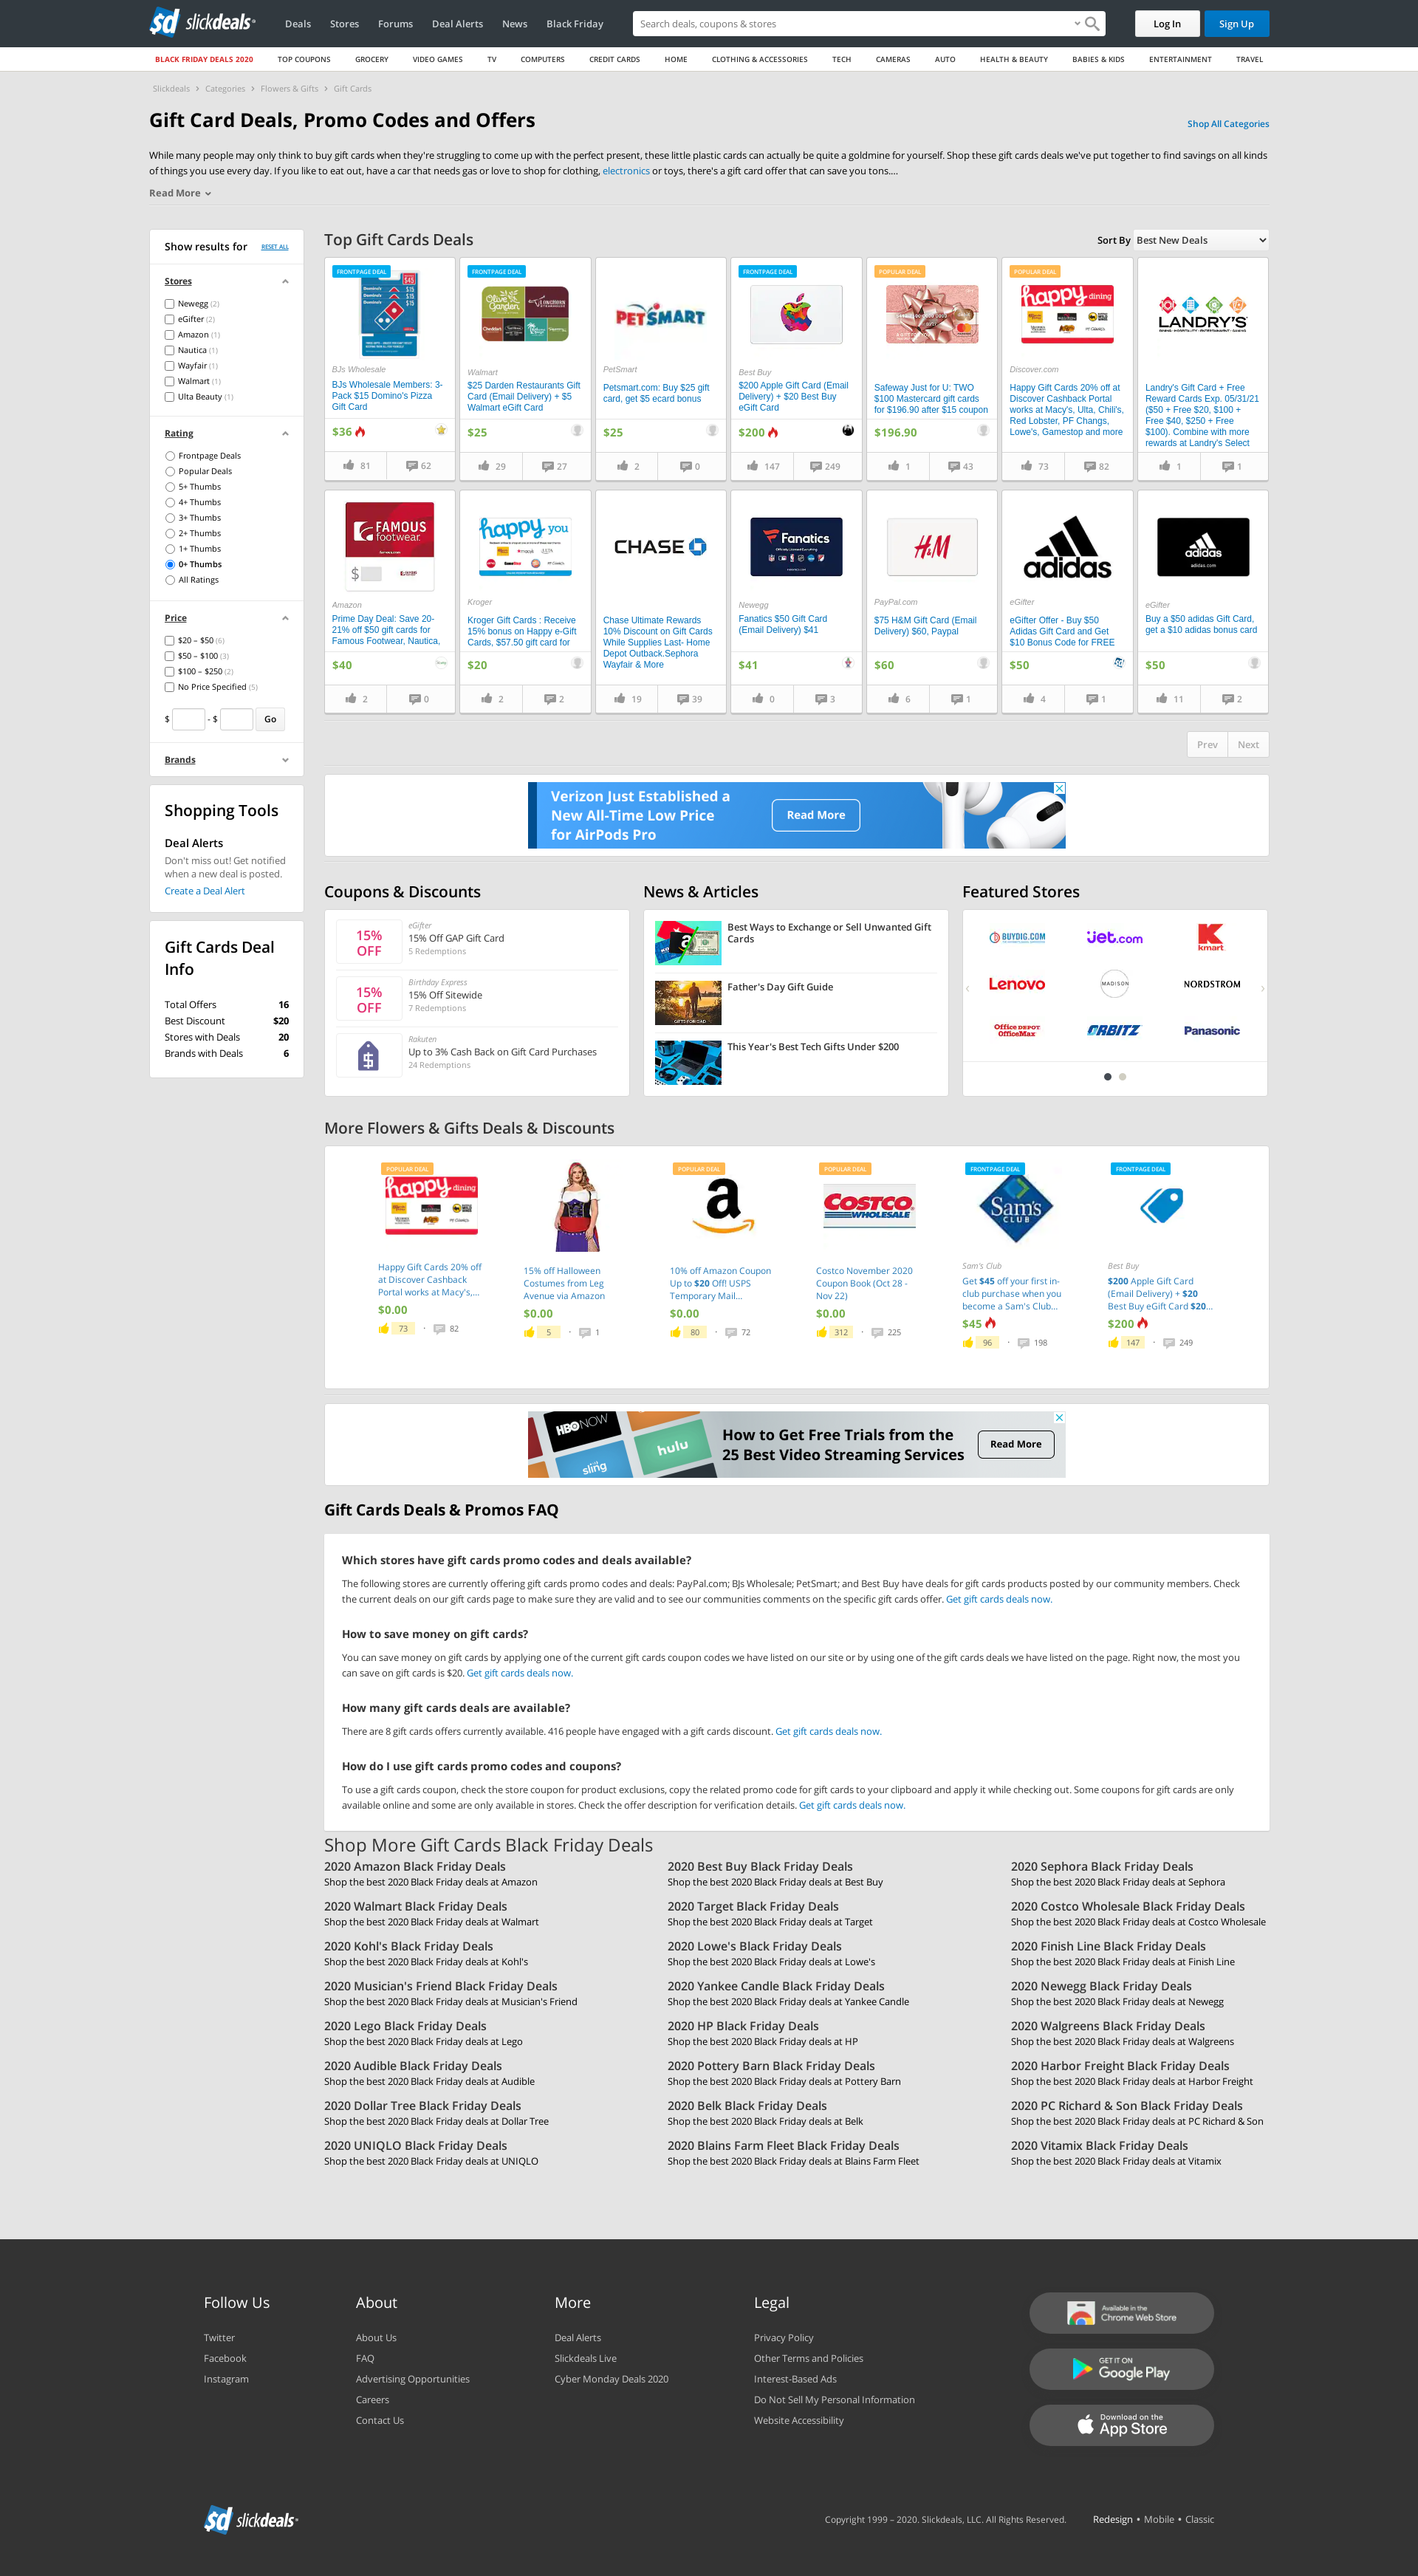 sd slickdeals
Deals Stores Forums Deal Alerts News Black Friday
Search deals, coupons & stores
Log In Sign Up
BLACK FRIDAY DEALS 2020 TOP COUPONS GROCERY VIDEO GAMES TV COMPUTERS CREDIT CARDS HOME CLOTHING & ACCESSORIES TECH CAMERAS AUTO HEALTH & BEAUTY BABIES & KIDS ENTERTAINMENT TRAVEL
Slickdeals › Categories › Flowers & Gifts › Gift Cards
Gift Card Deals, Promo Codes and Offers
Shop All Categories
While many people may only think to buy gift cards when they're struggling to come up with the perfect present, these little plastic cards can actually be quite a goldmine for yourself. Shop these gift cards deals we've put together to find savings on all kinds
of things you use every day. If you like to eat out, have a car that needs gas or love to shop for clothing, electronics or toys, there's a gift card offer that can save you tons....
Read More
Show results for RESET ALL
Stores
Newegg (2)
eGifter (2)
Amazon (1)
Nautica (1)
Wayfair (1)
Walmart (1)
Ulta Beauty (1)
Rating
Frontpage Deals
Popular Deals
5+ Thumbs
4+ Thumbs
3+ Thumbs
2+ Thumbs
1+ Thumbs
0+ Thumbs
All Ratings
Price
$20 – $50 (6)
$50 – $100 (3)
$100 – $250 (2)
No Price Specified (5)
$ - $ Go
Brands
Shopping Tools
Deal Alerts
Don't miss out! Get notified
when a new deal is posted.
Create a Deal Alert
Gift Cards Deal
Info
Total Offers 16
Best Discount $20
Stores with Deals 20
Brands with Deals 6
Top Gift Cards Deals
Sort By Best New Deals
FRONTPAGE DEAL
BJs Wholesale
BJs Wholesale Members: 3-
Pack $15 Domino's Pizza
Gift Card
$36
81 62
FRONTPAGE DEAL
Olive Garden
LONGHORN
Walmart
$25 Darden Restaurants Gift
Card (Email Delivery) + $5
Walmart eGift Card
$25
29 27
PETSMART
PetSmart
Petsmart.com: Buy $25 gift
card, get $5 ecard bonus
$25
2 0
FRONTPAGE DEAL
Best Buy
$200 Apple Gift Card (Email
Delivery) + $20 Best Buy
eGift Card
$200
147 249
POPULAR DEAL
Safeway Just for U: TWO
$100 Mastercard gift cards
for $196.90 after $15 coupon
$196.90
1 43
POPULAR DEAL
happy dining
Discover.com
Happy Gift Cards 20% off at
Discover Cashback Portal
works at Macy's, Ulta, Chili's,
Red Lobster, PF Changs,
Lowe's, Gamestop and more
73 82
LANDRY'S
Landry's Gift Card + Free
Reward Cards Exp. 05/31/21
($50 + Free $20, $100 +
Free $40, $250 + Free
$100). Combine with more
rewards at Landry's Select
1 1
FAMOUS
footwear
$
Amazon
Prime Day Deal: Save 20-
21% off $50 gift cards for
Famous Footwear, Nautica,
$40
2 0
happy you
Kroger
Kroger Gift Cards : Receive
15% bonus on Happy e-Gift
Cards, $57.50 gift card for
$20
2 2
CHASE
Chase Ultimate Rewards
10% Discount on Gift Cards
While Supplies Last- Home
Depot Outback.Sephora
Wayfair & More
19 39
Fanatics
Newegg
Fanatics $50 Gift Card
(Email Delivery) $41
$41
0 3
H&M
PayPal.com
$75 H&M Gift Card (Email
Delivery) $60, Paypal
$60
6 1
adidas
eGifter
eGifter Offer - Buy $50
Adidas Gift Card and Get
$10 Bonus Code for FREE
$50
4 1
adidas
adidas.com
eGifter
Buy a $50 adidas Gift Card,
get a $10 adidas bonus card
$50
11 2
Prev Next
Verizon Just Established a
New All-Time Low Price
for AirPods Pro
Read More
Coupons & Discounts
15%
OFF
eGifter
15% Off GAP Gift Card
5 Redemptions
15%
OFF
Birthday Express
15% Off Sitewide
7 Redemptions
Rakuten
Up to 3% Cash Back on Gift Card Purchases
24 Redemptions
News & Articles
Best Ways to Exchange or Sell Unwanted Gift
Cards
GIFTS FOR DAD
Father's Day Gift Guide
This Year's Best Tech Gifts Under $200
Featured Stores
BUYDIG.COM
jet.com
kmart
Lenovo
MADISON
NORDSTROM
Office DEPOT
OfficeMax
ORBITZ
Panasonic
More Flowers & Gifts Deals & Discounts
POPULAR DEAL
happy dining
Happy Gift Cards 20% off
at Discover Cashback
Portal works at Macy's,...
$0.00
73 · 82
15% off Halloween
Costumes from Leg
Avenue via Amazon
$0.00
5 · 1
POPULAR DEAL
a
10% off Amazon Coupon
Up to $20 Off! USPS
Temporary Mail...
$0.00
80 · 72
POPULAR DEAL
COSTCO
WHOLESALE
Costco November 2020
Coupon Book (Oct 28 -
Nov 22)
$0.00
312 · 225
FRONTPAGE DEAL
Sam's
CLUB
Sam's Club
Get $45 off your first in-
club purchase when you
become a Sam's Club...
$45
96 · 198
FRONTPAGE DEAL
Best Buy
$200 Apple Gift Card
(Email Delivery) + $20
Best Buy eGift Card $20...
$200
147 · 249
HBO NOW
hulu
sling
How to Get Free Trials from the
25 Best Video Streaming Services
Read More
Gift Cards Deals & Promos FAQ
Which stores have gift cards promo codes and deals available?
The following stores are currently offering gift cards promo codes and deals: PayPal.com; BJs Wholesale; PetSmart; and Best Buy have deals for gift cards products posted by our community members. Check
the current deals on our gift cards page to make sure they are valid and to see our communities comments on the specific gift cards offer. Get gift cards deals now.
How to save money on gift cards?
You can save money on gift cards by applying one of the current gift cards coupon codes we have listed on our site or by using one of the gift cards deals we have listed on the page. Right now, the most you
can save on gift cards is $20. Get gift cards deals now.
How many gift cards deals are available?
There are 8 gift cards offers currently available. 416 people have engaged with a gift cards discount. Get gift cards deals now.
How do I use gift cards promo codes and coupons?
To use a gift cards coupon, check the store coupon for product exclusions, copy the related promo code for gift cards to your clipboard and apply it while checking out. Some coupons for gift cards are only
available online and some are only available in stores. Check the offer description for verification details. Get gift cards deals now.
Shop More Gift Cards Black Friday Deals
2020 Amazon Black Friday Deals 2020 Best Buy Black Friday Deals 2020 Sephora Black Friday Deals
Shop the best 2020 Black Friday deals at Amazon Shop the best 2020 Black Friday deals at Best Buy Shop the best 2020 Black Friday deals at Sephora
2020 Walmart Black Friday Deals 2020 Target Black Friday Deals 2020 Costco Wholesale Black Friday Deals
Shop the best 2020 Black Friday deals at Walmart Shop the best 2020 Black Friday deals at Target Shop the best 2020 Black Friday deals at Costco Wholesale
2020 Kohl's Black Friday Deals 2020 Lowe's Black Friday Deals 2020 Finish Line Black Friday Deals
Shop the best 2020 Black Friday deals at Kohl's Shop the best 2020 Black Friday deals at Lowe's Shop the best 2020 Black Friday deals at Finish Line
2020 Musician's Friend Black Friday Deals 2020 Yankee Candle Black Friday Deals 2020 Newegg Black Friday Deals
Shop the best 2020 Black Friday deals at Musician's Friend Shop the best 2020 Black Friday deals at Yankee Candle Shop the best 2020 Black Friday deals at Newegg
2020 Lego Black Friday Deals 2020 HP Black Friday Deals 2020 Walgreens Black Friday Deals
Shop the best 2020 Black Friday deals at Lego Shop the best 2020 Black Friday deals at HP Shop the best 2020 Black Friday deals at Walgreens
2020 Audible Black Friday Deals 2020 Pottery Barn Black Friday Deals 2020 Harbor Freight Black Friday Deals
Shop the best 2020 Black Friday deals at Audible Shop the best 2020 Black Friday deals at Pottery Barn Shop the best 2020 Black Friday deals at Harbor Freight
2020 Dollar Tree Black Friday Deals 2020 Belk Black Friday Deals 2020 PC Richard & Son Black Friday Deals
Shop the best 2020 Black Friday deals at Dollar Tree Shop the best 2020 Black Friday deals at Belk Shop the best 2020 Black Friday deals at PC Richard & Son
2020 UNIQLO Black Friday Deals 2020 Blains Farm Fleet Black Friday Deals 2020 Vitamix Black Friday Deals
Shop the best 2020 Black Friday deals at UNIQLO Shop the best 2020 Black Friday deals at Blains Farm Fleet Shop the best 2020 Black Friday deals at Vitamix
Follow Us
Twitter
Facebook
Instagram
About
About Us
FAQ
Advertising Opportunities
Careers
Contact Us
More
Deal Alerts
Slickdeals Live
Cyber Monday Deals 2020
Legal
Privacy Policy
Other Terms and Policies
Interest-Based Ads
Do Not Sell My Personal Information
Website Accessibility
Available in the
Chrome Web Store
GET IT ON
Google Play
Download on the
App Store
sd slickdeals
Copyright 1999 – 2020. Slickdeals, LLC. All Rights Reserved. Redesign • Mobile • Classic